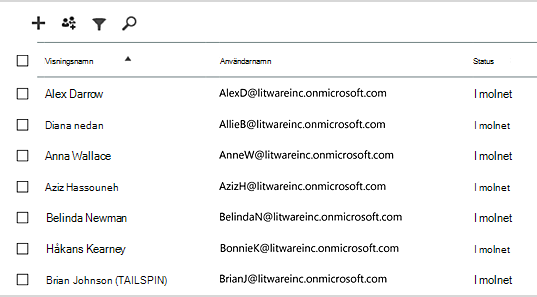 Visningsnamn Användarnamn Status
Alex Darrow AlexD@litwareinc.onmicrosoft.com I molnet
Diana nedan AllieB@litwareinc.onmicrosoft.com I molnet
Anna Wallace AnneW@litwareinc.onmicrosoft.com I molnet
Aziz Hassouneh AzizH@litwareinc.onmicrosoft.com I molnet
Belinda Newman BelindaN@litwareinc.onmicrosoft.com I molnet
Håkans Kearney BonnieK@litwareinc.onmicrosoft.com I molnet
Brian Johnson (TAILSPIN) BrianJ@litwareinc.onmicrosoft.com I molnet